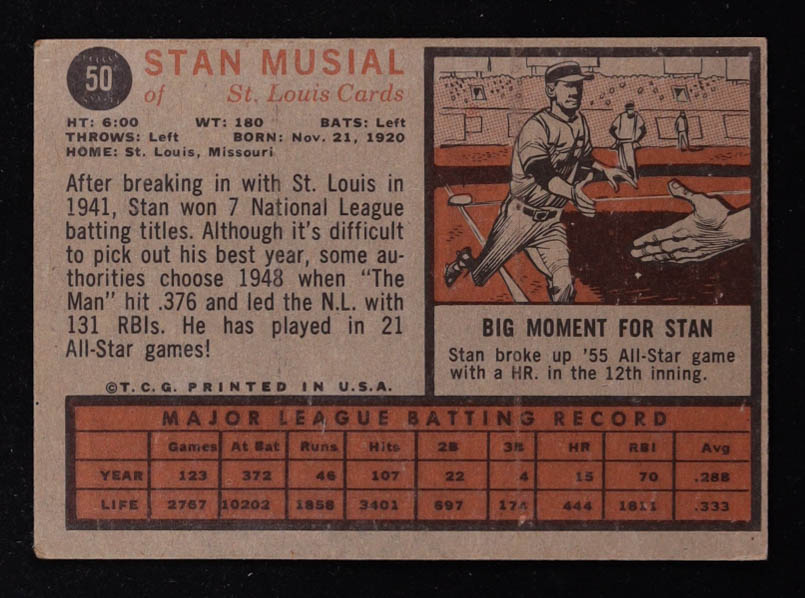 50
STAN MUSIAL
of St. Louis Cards
HT: 6:00 WT: 180 BATS: Left
THROWS: Left BORN: Nov. 21, 1920
HOME: St. Louis, Missouri
After breaking in with St. Louis in
1941, Stan won 7 National League
batting titles. Although it's difficult
to pick out his best year, some au-
thorities choose 1948 when "The
Man" hit .376 and led the N.L. with
131 RBIs. He has played in 21
All-Star games!
©T.C.G. PRINTED IN U.S.A.
BIG MOMENT FOR STAN
Stan broke up '55 All-Star game
with a HR. in the 12th inning.
MAJOR LEAGUE BATTING RECORD
Games At Bat Runs Hits 2B 3B HR RBI Avg
YEAR 123 372 46 107 22 4 15 70 .288
LIFE 2767 10202 1858 3401 697 174 444 1811 .333